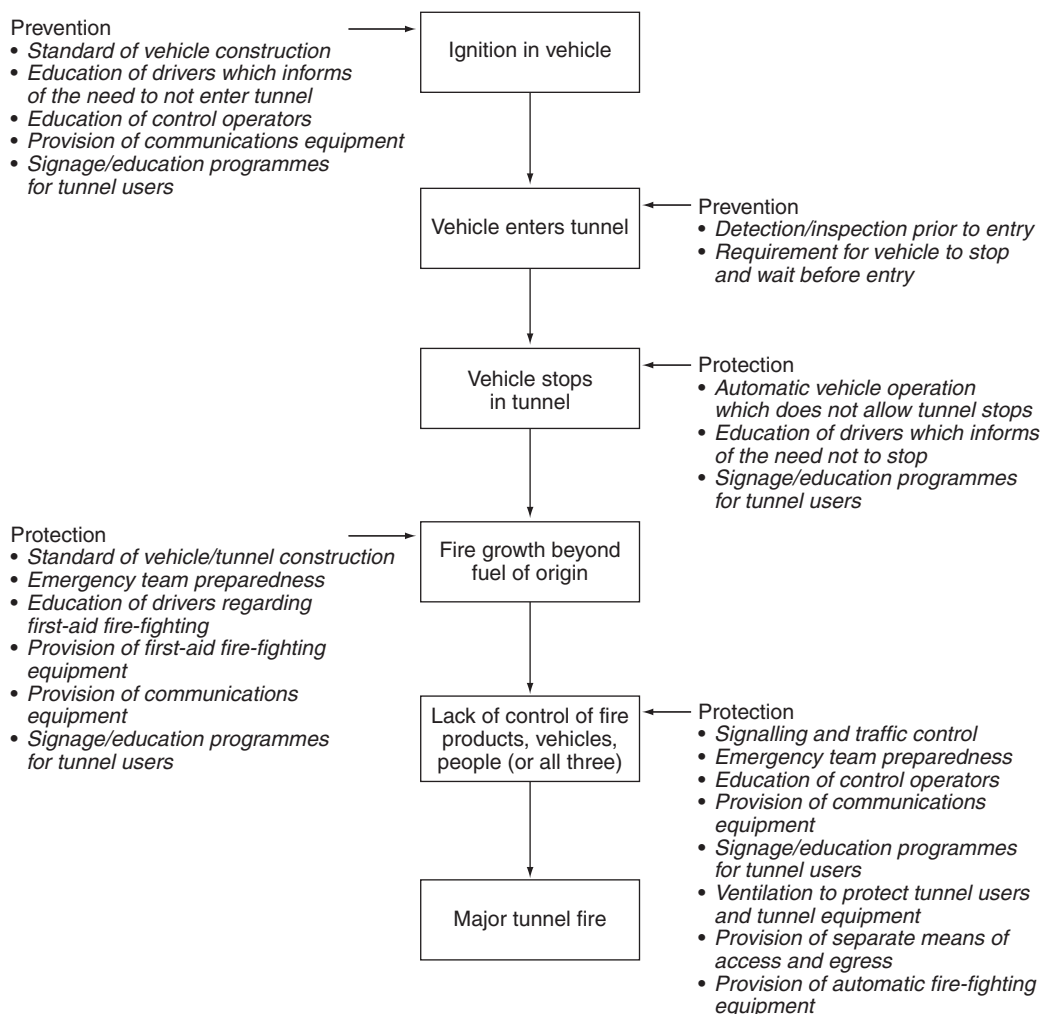 Prevention
• Standard of vehicle construction
• Education of drivers which informs
of the need to not enter tunnel
• Education of control operators
• Provision of communications equipment
• Signage/education programmes
for tunnel users
Ignition in vehicle
Vehicle enters tunnel
Prevention
• Detection/inspection prior to entry
• Requirement for vehicle to stop
and wait before entry
Vehicle stops
in tunnel
Protection
• Automatic vehicle operation
which does not allow tunnel stops
• Education of drivers which informs
of the need not to stop
• Signage/education programmes
for tunnel users
Protection
• Standard of vehicle/tunnel construction
• Emergency team preparedness
• Education of drivers regarding
first-aid fire-fighting
• Provision of first-aid fire-fighting
equipment
• Provision of communications
equipment
• Signage/education programmes
for tunnel users
Fire growth beyond
fuel of origin
Lack of control of fire
products, vehicles,
people (or all three)
Protection
• Signalling and traffic control
• Emergency team preparedness
• Education of control operators
• Provision of communications
equipment
• Signage/education programmes
for tunnel users
• Ventilation to protect tunnel users
and tunnel equipment
• Provision of separate means of
access and egress
• Provision of automatic fire-fighting
equipment
Major tunnel fire